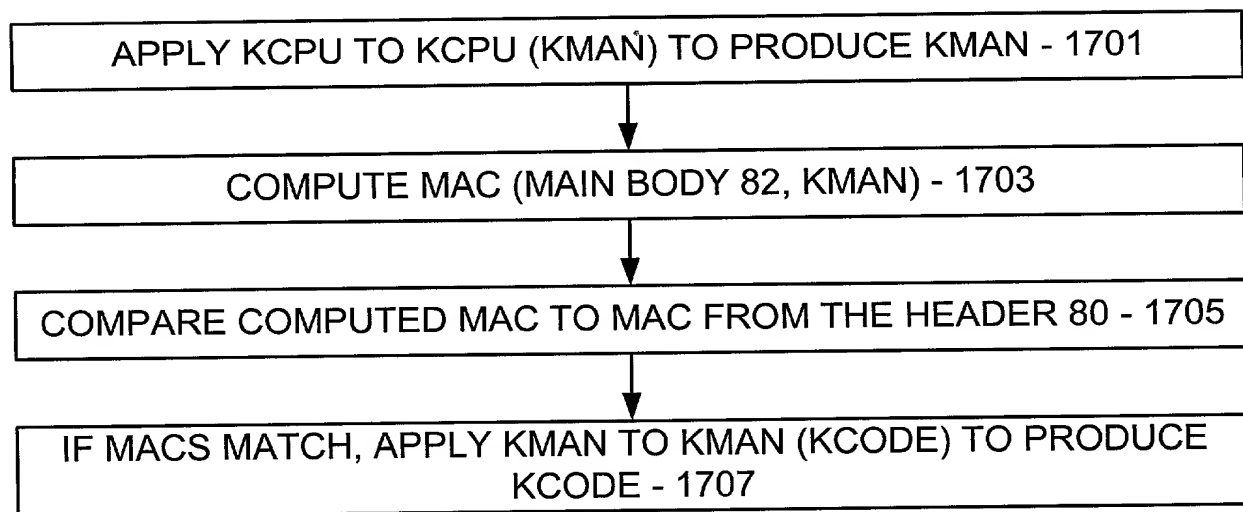 APPLY KCPU TO KCPU (KMAN) TO PRODUCE KMAN - 1701
COMPUTE MAC (MAIN BODY 82, KMAN) - 1703
COMPARE COMPUTED MAC TO MAC FROM THE HEADER 80 - 1705
IF MACS MATCH, APPLY KMAN TO KMAN (KCODE) TO PRODUCE
KCODE - 1707